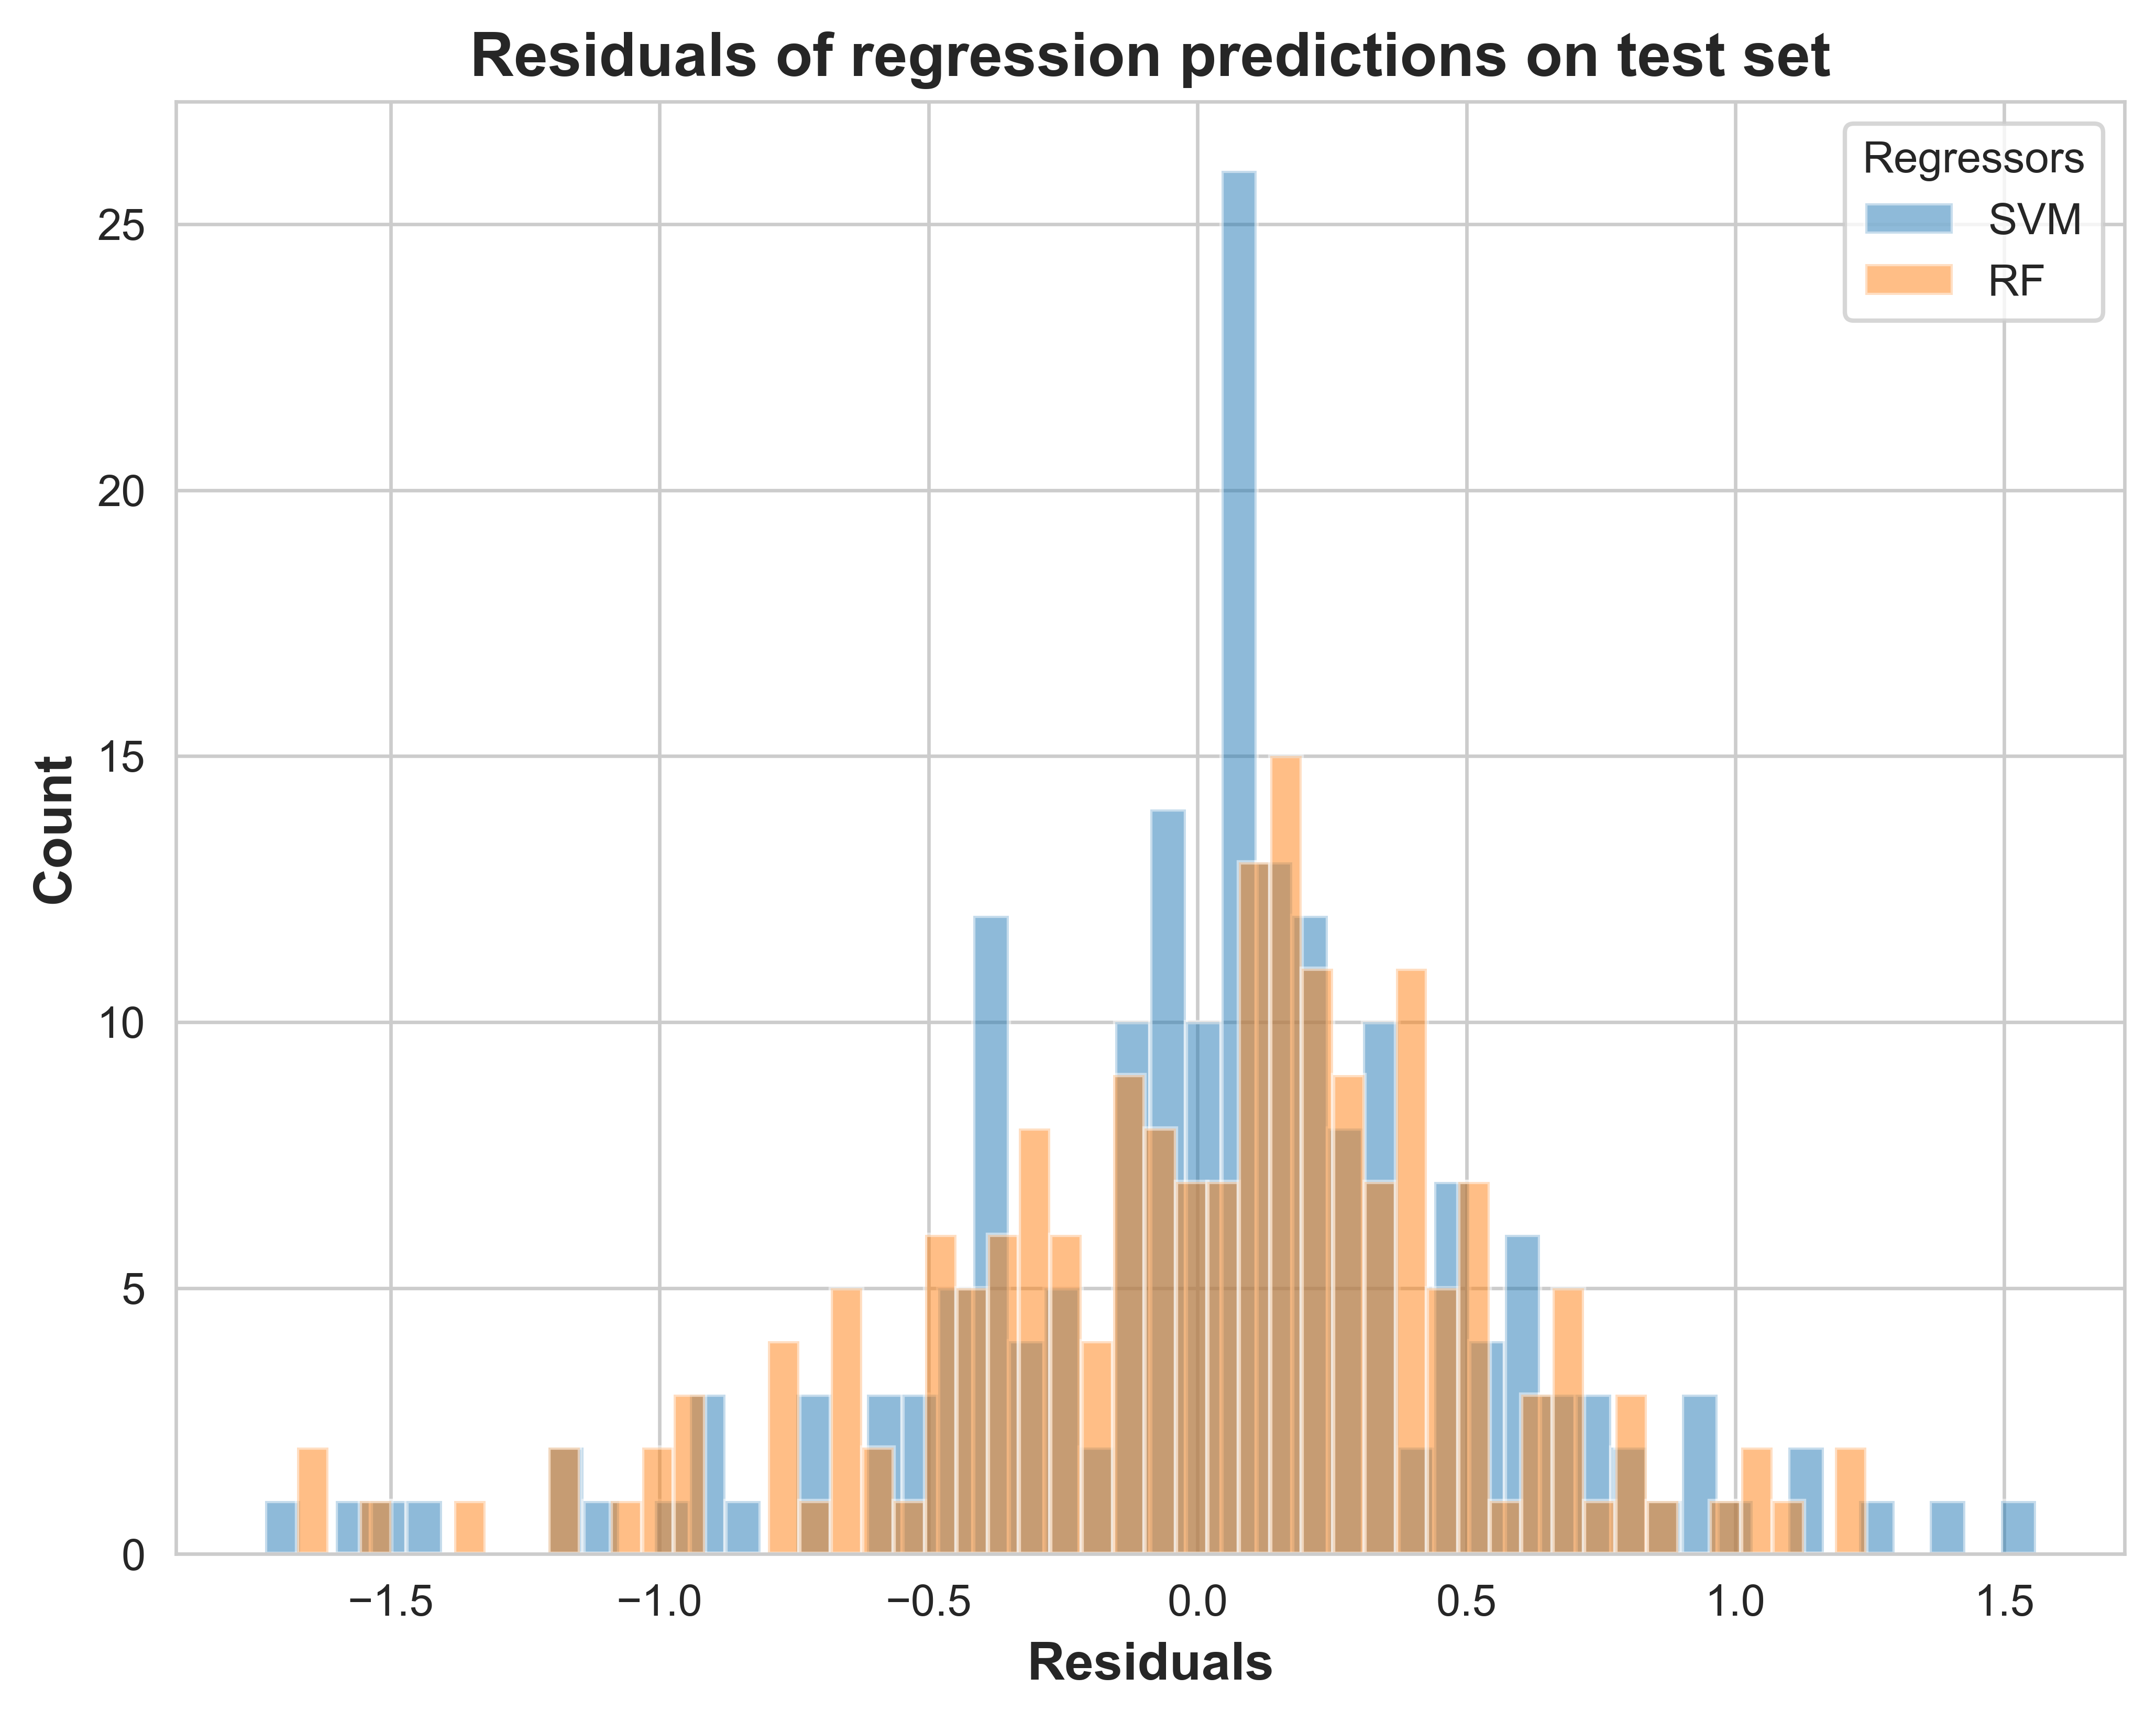 Residuals of regression predictions on test set
Regressors
SVM
RF
Count
25
20
15
10
5
0
−1.5 −1.0 −0.5 0.0 0.5 1.0 1.5
Residuals